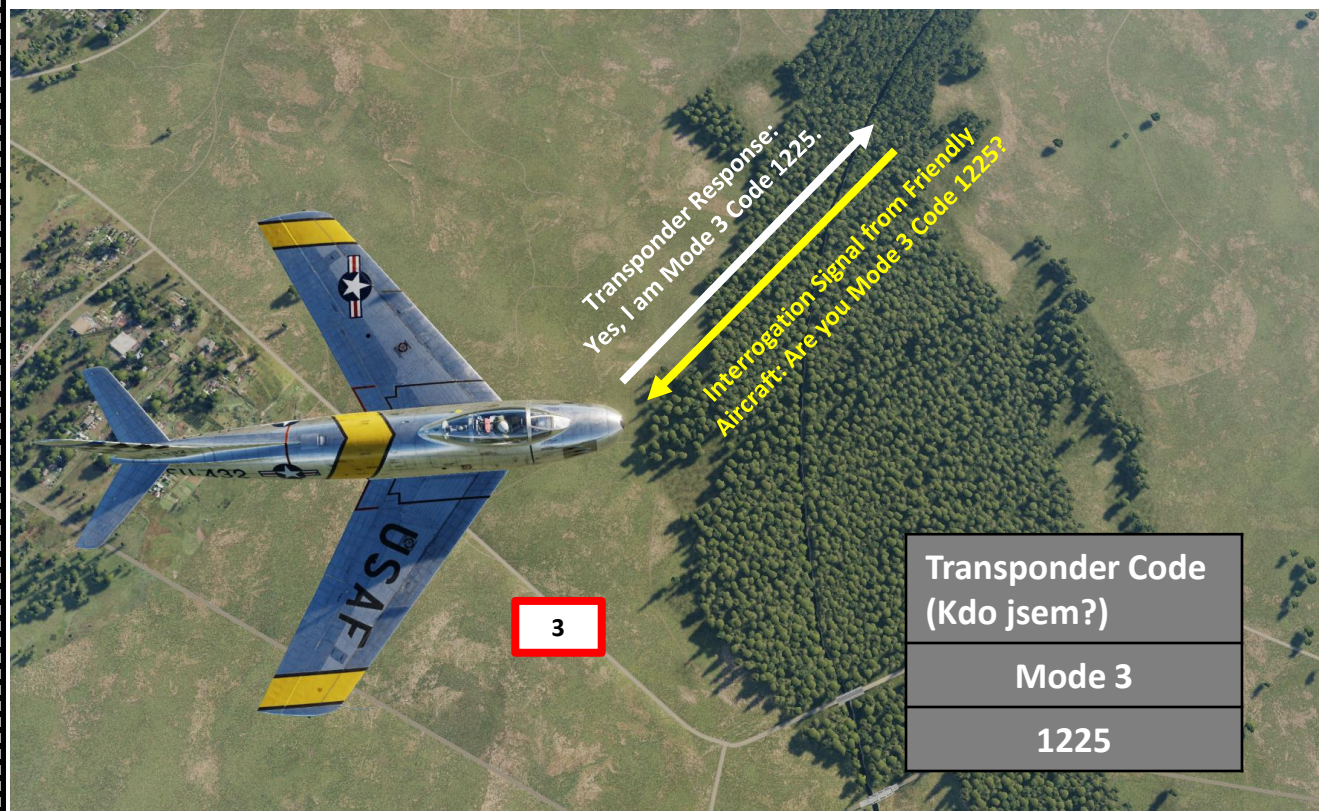 Transponder Response:
Yes, I am Mode 3 Code 1225.
Interrogation Signal from Friendly
Aircraft: Are you Mode 3 Code 1225?
USAF
3
Transponder Code
(Kdo jsem?)
Mode 3
1225